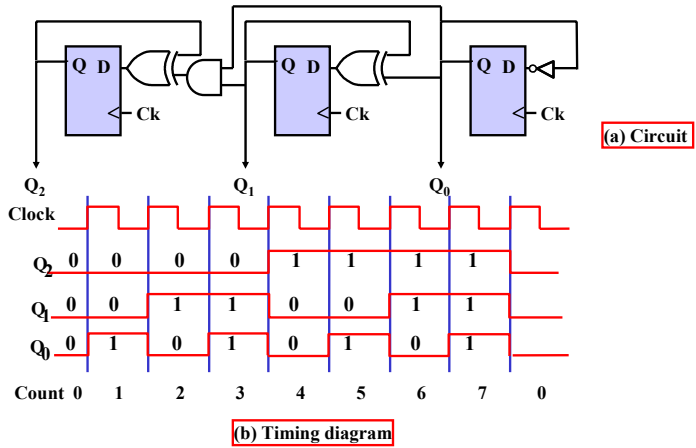 Q D
Q D
Q D
Ck
Ck
Ck
(a) Circuit
Q2
Q1
Q0
Clock
Q2 0 0 0 0 1 1 1 1
Q1 0 0 1 1 0 0 1 1
Q0 0 1 0 1 0 1 0 1
Count 0 1 2 3 4 5 6 7 0
(b) Timing diagram